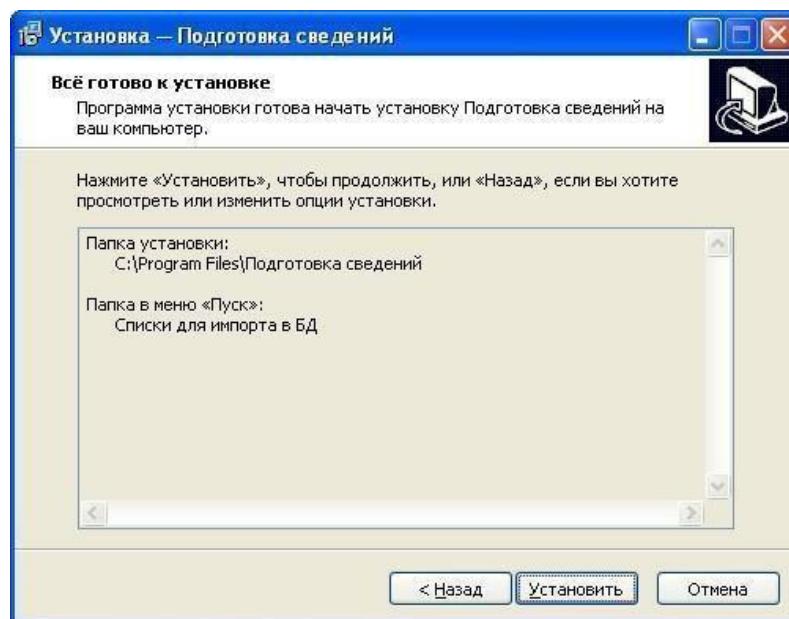 Установка — Подготовка сведений
Всё готово к установке
Программа установки готова начать установку Подготовка сведений на
ваш компьютер.
Нажмите «Установить», чтобы продолжить, или «Назад», если вы хотите
просмотреть или изменить опции установки.
Папка установки:
C:\Program Files\Подготовка сведений
Папка в меню «Пуск»:
Списки для импорта в БД
< Назад
Установить
Отмена